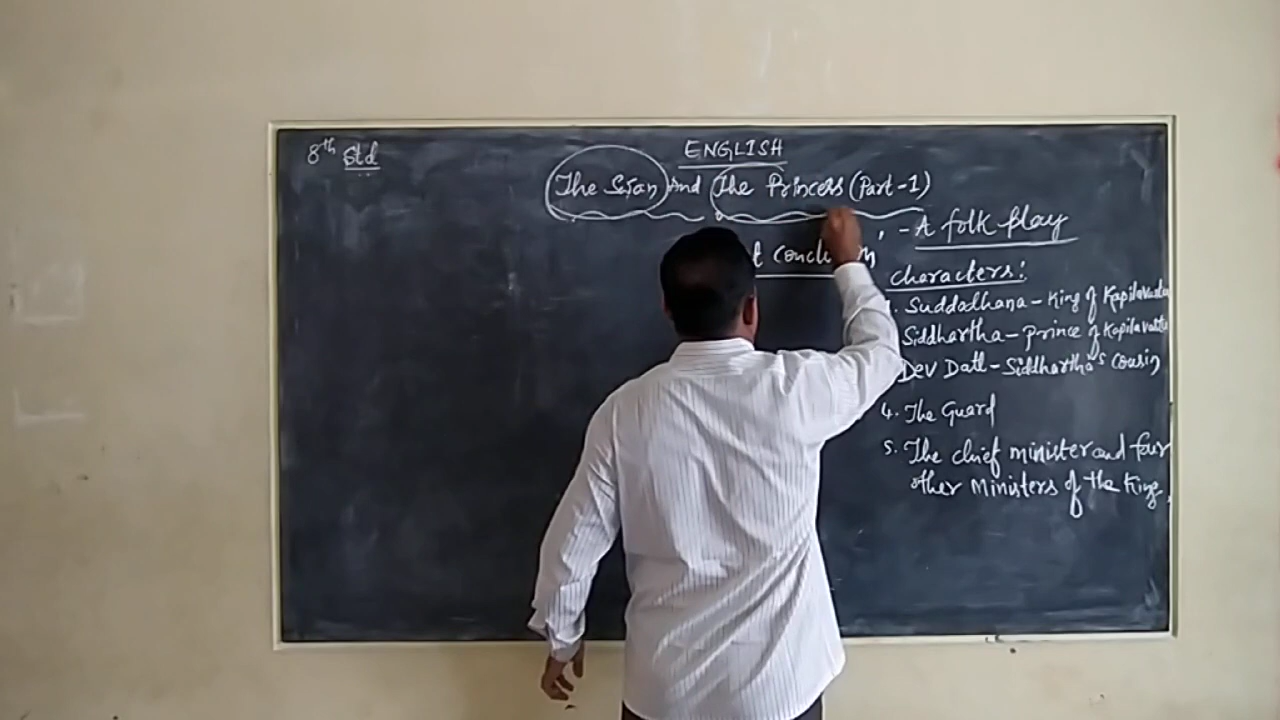 8th Std
ENGLISH
The Swan And The Princess (Part-1)
- A folk play
characters:
Suddadhana - King of Kapilavastu
Siddhartha - prince of Kapilavastu
Dev Datt - Siddhartha's cousin
4. The Guard
5. The chief minister and four
other Ministers of the King.